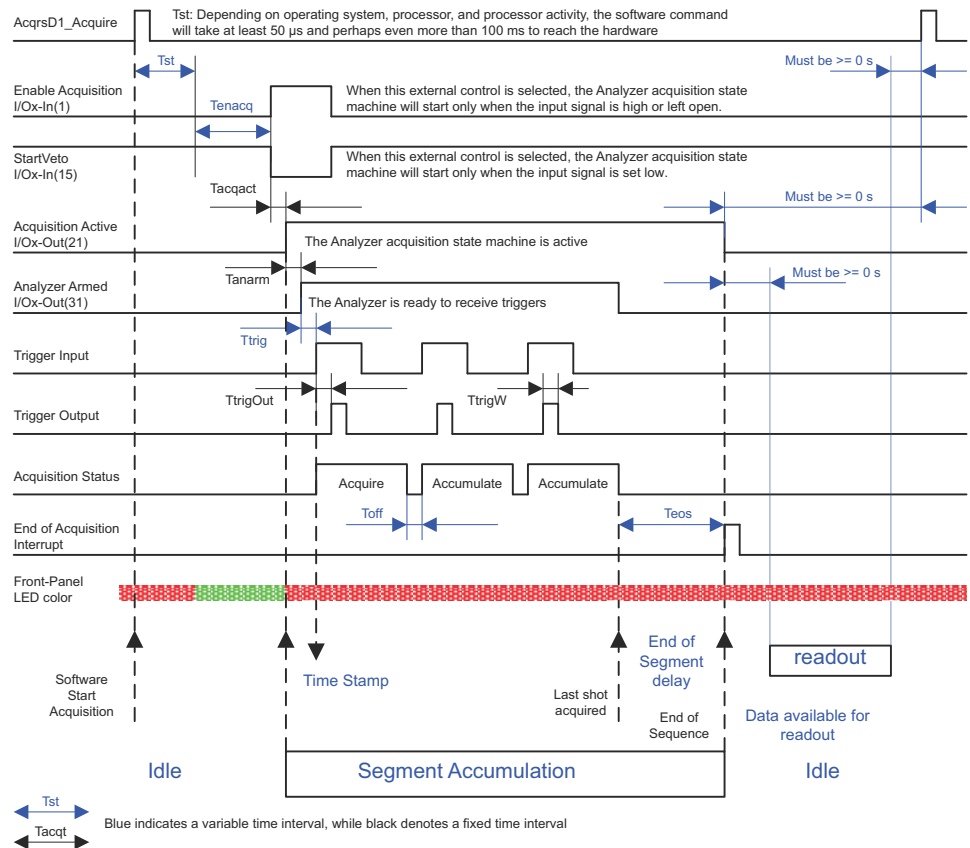 AcqrsD1_Acquire
Tst: Depending on operating system, processor, and processor activity, the software command
will take at least 50 µs and perhaps even more than 100 ms to reach the hardware
Tst
Must be >= 0 s
Enable Acquisition
I/Ox-In(1)
When this external control is selected, the Analyzer acquisition state
machine will start only when the input signal is high or left open.
Tenacq
StartVeto
I/Ox-In(15)
When this external control is selected, the Analyzer acquisition state
machine will start only when the input signal is set low.
Tacqact
Must be >= 0 s
Acquisition Active
I/Ox-Out(21)
The Analyzer acquisition state machine is active
Tanarm
Must be >= 0 s
Analyzer Armed
I/Ox-Out(31)
The Analyzer is ready to receive triggers
Ttrig
Trigger Input
TtrigOut
TtrigW
Trigger Output
Acquisition Status
Acquire
Accumulate
Accumulate
Toff
Teos
End of Acquisition
Interrupt
Front-Panel
LED color
Software
Start
Acquisition
Time Stamp
Last shot
acquired
End of
Segment
delay
End of
Sequence
readout
Data available for
readout
Idle
Segment Accumulation
Idle
Tst
Tacqt
Blue indicates a variable time interval, while black denotes a fixed time interval